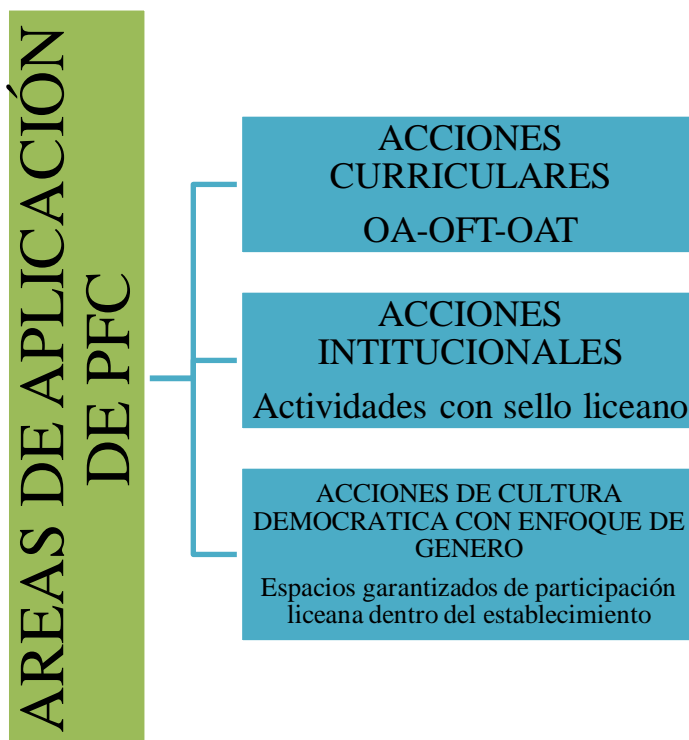 AREAS DE APLICACIÓN
DE PFC
ACCIONES
CURRICULARES
OA-OFT-OAT
ACCIONES
INTITUCIONALES
Actividades con sello liceano
ACCIONES DE CULTURA
DEMOCRATICA CON ENFOQUE DE
GENERO
Espacios garantizados de participación
liceana dentro del establecimiento